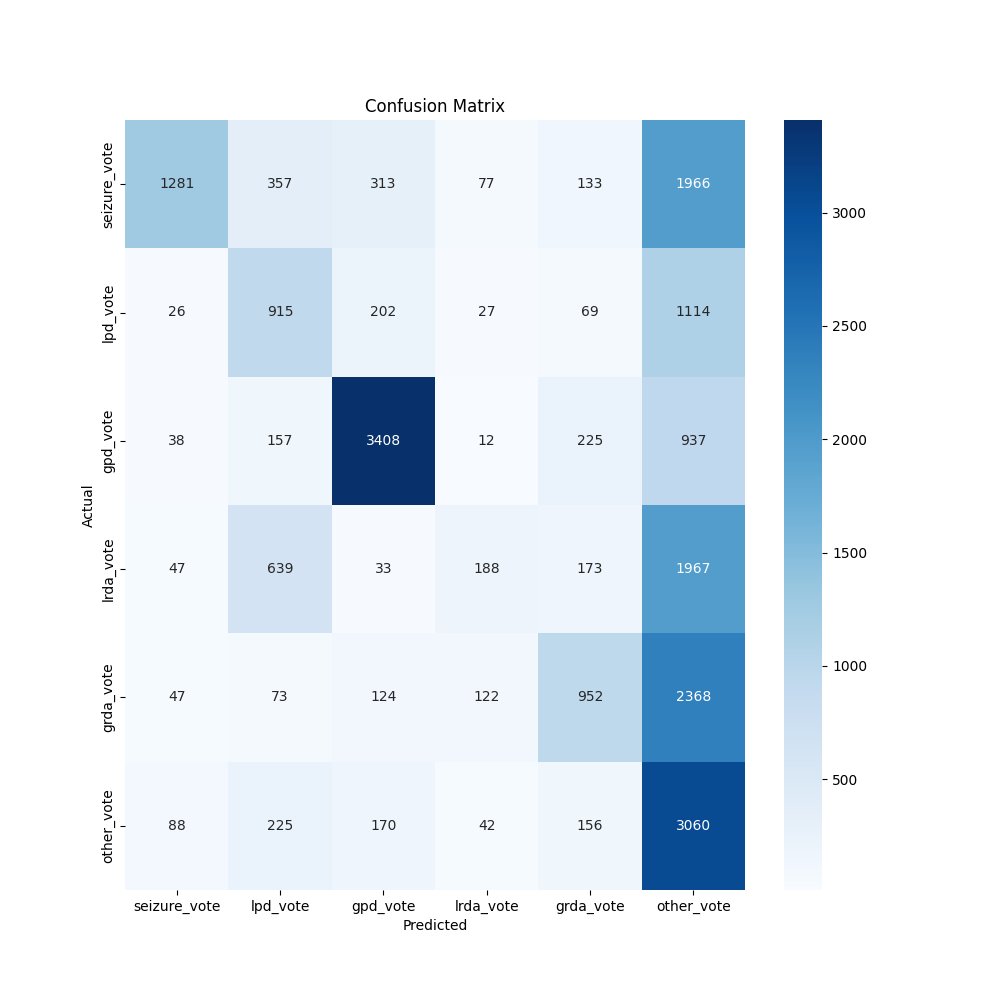 Confusion Matrix
seizure_vote 1281 357 313 77 133 1966
lpd_vote 26 915 202 27 69 1114
gpd_vote 38 157 3408 12 225 937
lrda_vote 47 639 33 188 173 1967
grda_vote 47 73 124 122 952 2368
other_vote 88 225 170 42 156 3060
Actual
seizure_vote lpd_vote gpd_vote lrda_vote grda_vote other_vote
Predicted
3000
2500
2000
1500
1000
500